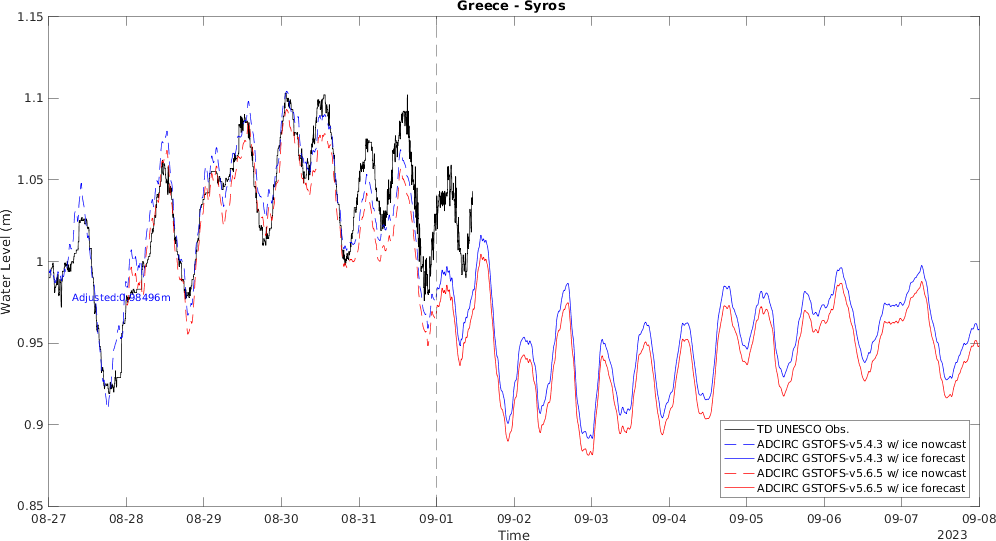 Greece - Syros
1.15
1.1
1.05
1
0.95
0.9
0.85
Water Level (m)
Adjusted:0.98496m
TD UNESCO Obs.
ADCIRC GSTOFS-v5.4.3 w/ ice nowcast
ADCIRC GSTOFS-v5.4.3 w/ ice forecast
ADCIRC GSTOFS-v5.6.5 w/ ice nowcast
ADCIRC GSTOFS-v5.6.5 w/ ice forecast
08-27 08-28 08-29 08-30 08-31 09-01 09-02 09-03 09-04 09-05 09-06 09-07 09-08
Time
2023